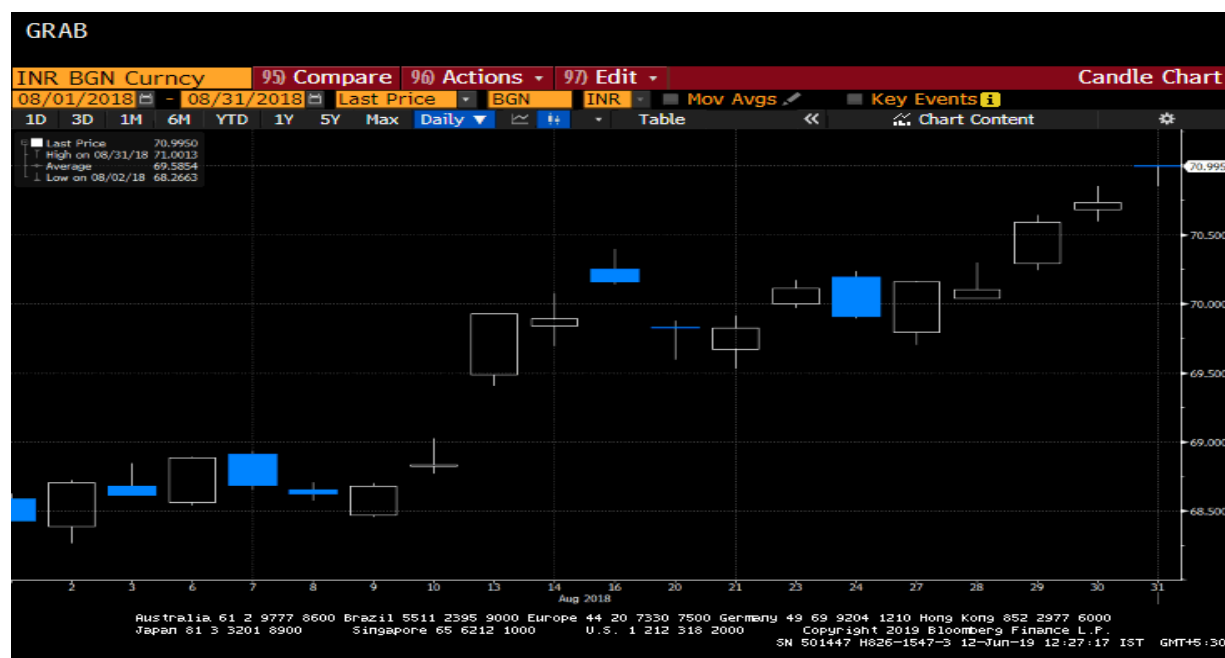 GRAB
INR BGN Curncy 95) Compare 96) Actions 97) Edit Candle Chart
08/01/2018 - 08/31/2018 Last Price BGN INR Mov Avgs Key Events i
1D 3D 1M 6M YTD 1Y 5Y Max Daily ▼ Table « Chart Content
Last Price 70.9950
High on 08/31/18 71.0013
Average 69.5854
Low on 08/02/18 68.2663
70.995
70.500
70.000
69.500
69.000
68.500
2 3 6 7 8 9 10 13 14 16 20 21 23 24 27 28 29 30 31
Aug 2018
Australia 61 2 9777 8600 Brazil 5511 2395 9000 Europe 44 20 7330 7500 Germany 49 69 9204 1210 Hong Kong 852 2977 6000
Japan 81 3 3201 8900 Singapore 65 6212 1000 U.S. 1 212 318 2000 Copyright 2019 Bloomberg Finance L.P.
SN 501447 H826-1547-3 12-Jun-19 12:27:17 IST GMT+5:30